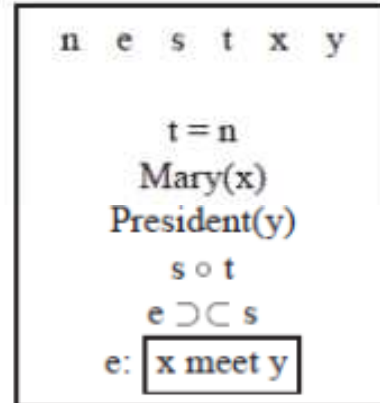 n e s t x y
t = n
Mary(x)
President(y)
s ○ t
e ⊃⊂ s
e: x meet y